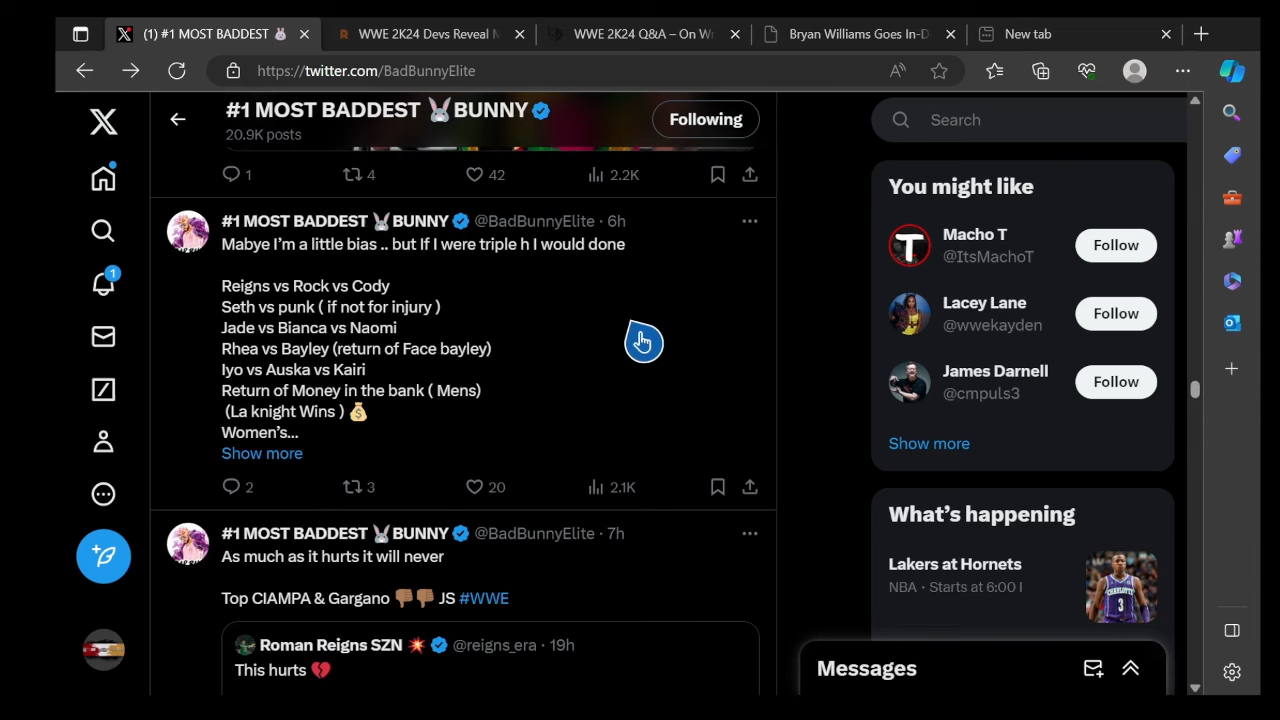 (1) #1 MOST BADDEST 🐰
WWE 2K24 Devs Reveal M
WWE 2K24 Q&A – On Wr
Bryan Williams Goes In-D
New tab
https://twitter.com/BadBunnyElite
#1 MOST BADDEST 🐰BUNNY
20.9K posts
Following
1
4
42
2.2K
#1 MOST BADDEST 🐰BUNNY @BadBunnyElite · 6h
Mabye I'm a little bias .. but If I were triple h I would done
Reigns vs Rock vs Cody
Seth vs punk ( if not for injury )
Jade vs Bianca vs Naomi
Rhea vs Bayley (return of Face bayley)
Iyo vs Auska vs Kairi
Return of Money in the bank ( Mens)
(La knight Wins ) 💰
Women's...
Show more
2
3
20
2.1K
#1 MOST BADDEST 🐰BUNNY @BadBunnyElite · 7h
As much as it hurts it will never
Top CIAMPA & Gargano 👎🏽👎🏽 JS #WWE
Roman Reigns SZN 💥 @reigns_era · 19h
This hurts 💔
Search
You might like
Macho T
@ItsMachoT
Follow
Lacey Lane
@wwekayden
Follow
James Darnell
@cmpuls3
Follow
Show more
What's happening
Lakers at Hornets
NBA · Starts at 6:00 I
Messages
1